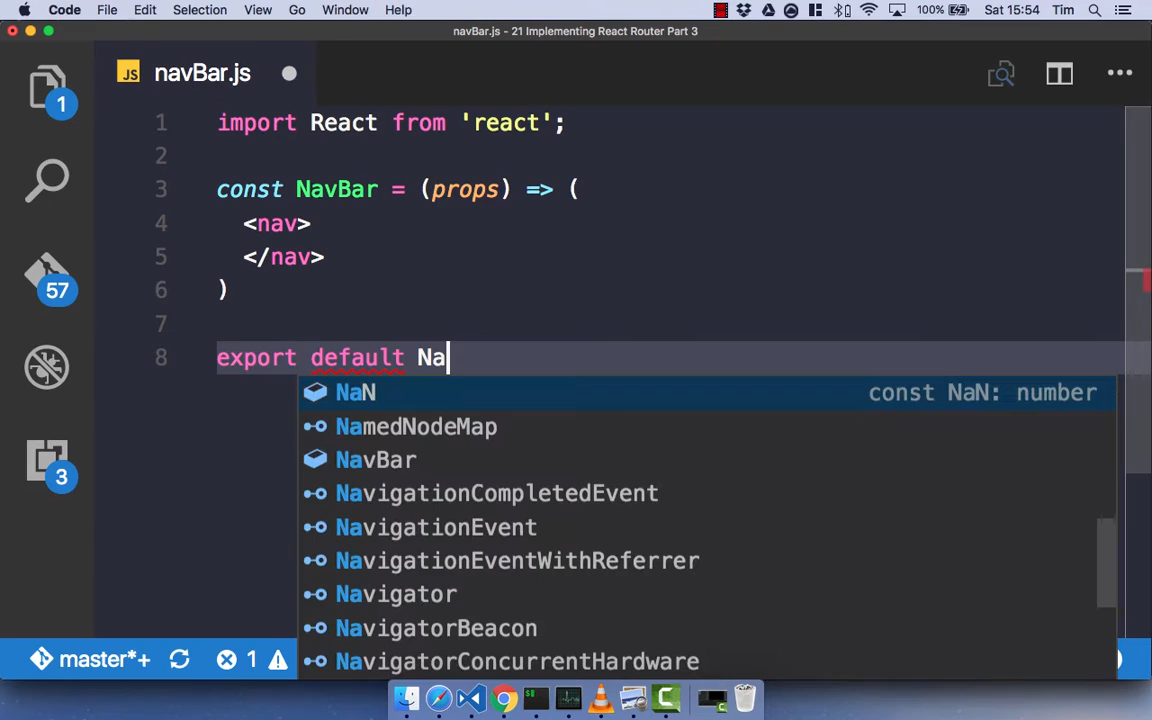 Code File Edit Selection View Go Window Help 100% Sat 15:54 Tim
navBar.js - 21 Implementing React Router Part 3
JS navBar.js
1 import React from 'react';
2
3 const NavBar = (props) => (
4 <nav>
5 </nav>
6 )
7
8 export default Na
NaN const NaN: number
NamedNodeMap
NavBar
NavigationCompletedEvent
NavigationEvent
NavigationEventWithReferrer
Navigator
NavigatorBeacon
NavigatorConcurrentHardware
1
57
3
master*+ 1